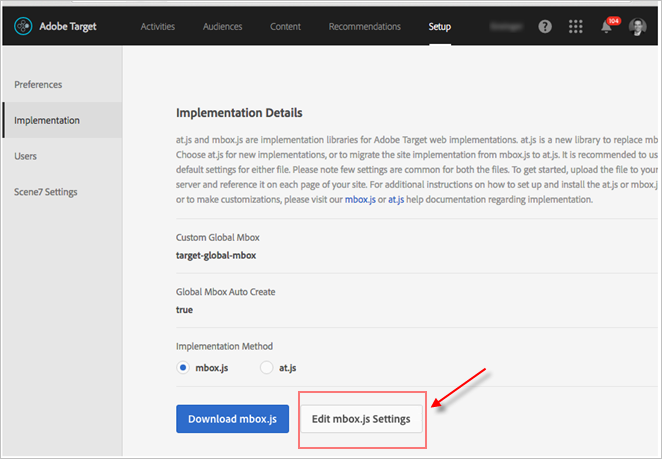 Adobe Target
Activities
Audiences
Content
Recommendations
Setup
?
104
Preferences
Implementation
Users
Scene7 Settings
Implementation Details
at.js and mbox.js are implementation libraries for Adobe Target web implementations. at.js is a new library to replace mb
Choose at.js for new implementations, or to migrate the site implementation from mbox.js to at.js. It is recommended to us
default settings for either file. Please note few settings are common for both the files. To get started, upload the file to your
server and reference it on each page of your site. For additional instructions on how to set up and install the at.js or mbox.j
or to make customizations, please visit our mbox.js or at.js help documentation regarding implementation.
Custom Global Mbox
target-global-mbox
Global Mbox Auto Create
true
Implementation Method
mbox.js
at.js
Download mbox.js
Edit mbox.js Settings